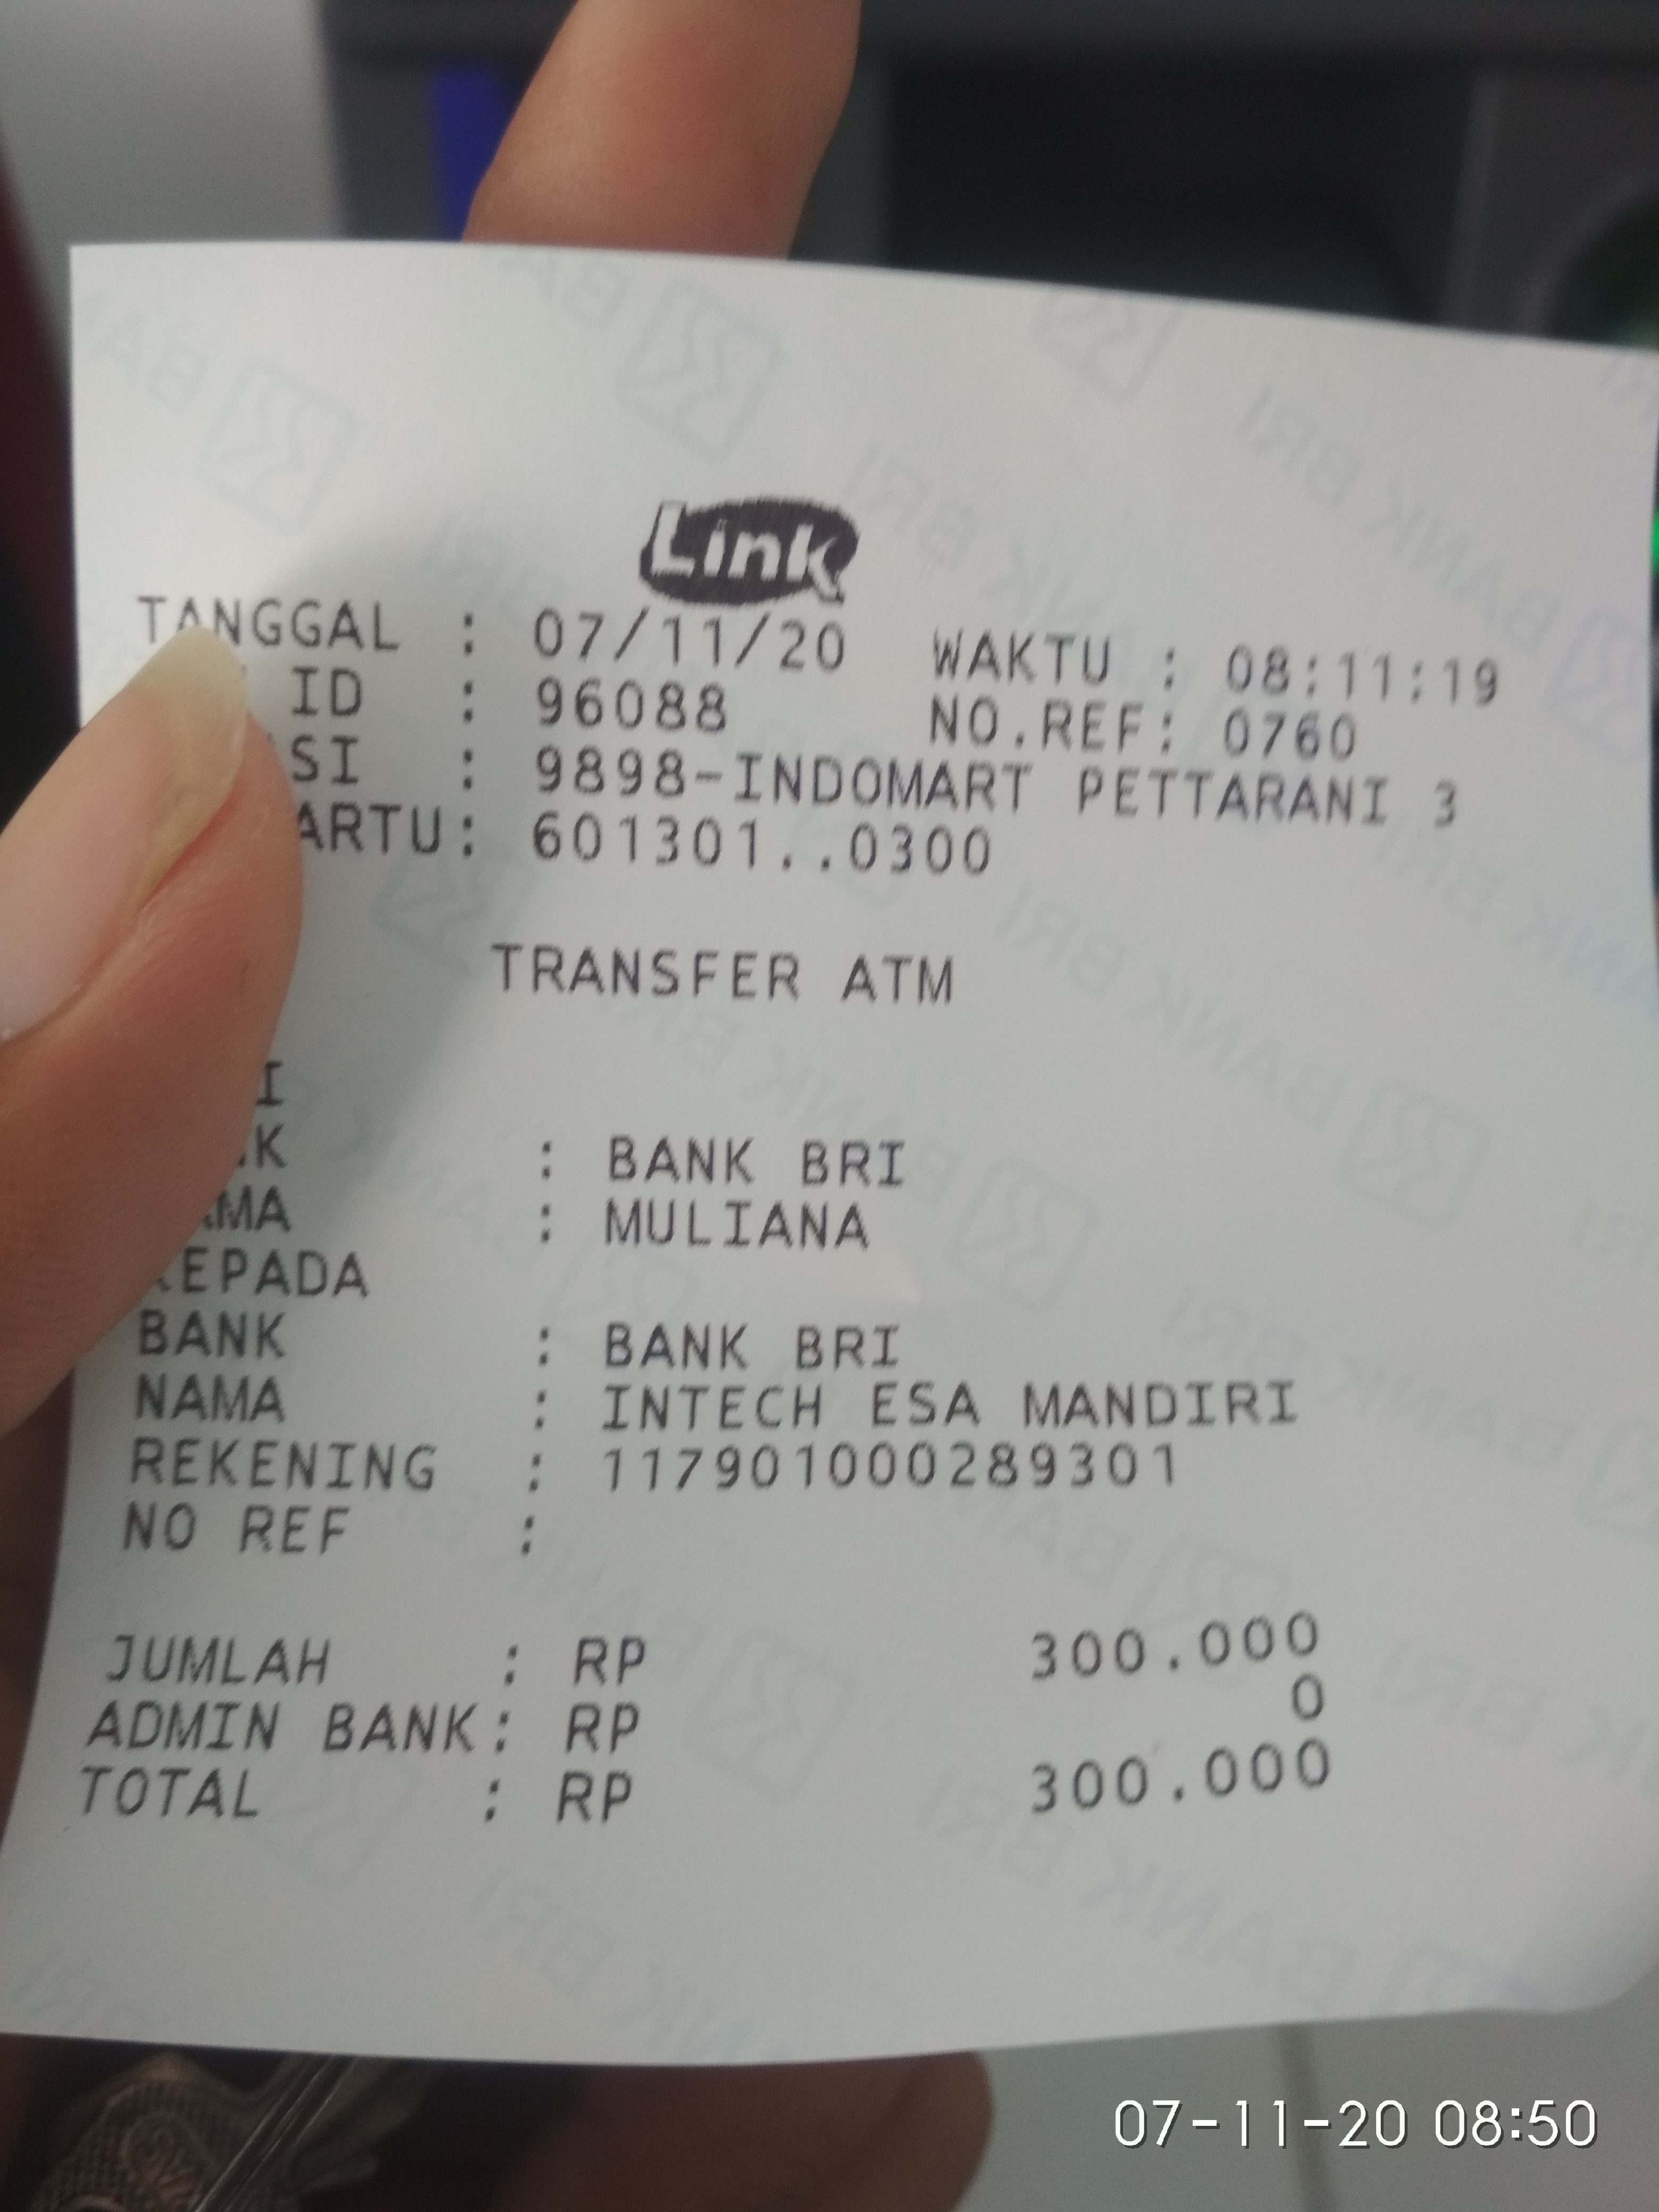 Link
TANGGAL : 07/11/20 WAKTU : 08:11:19
ID : 96088 NO.REF: 0760
SI : 9898-INDOMART PETTARANI 3
ARTU: 601301..0300
TRANSFER ATM
I
K : BANK BRI
MA : MULIANA
KEPADA
BANK : BANK BRI
NAMA : INTECH ESA MANDIRI
REKENING : 117901000289301
NO REF :
JUMLAH : RP 300.000
ADMIN BANK: RP 0
TOTAL : RP 300.000
07-11-20 08:50